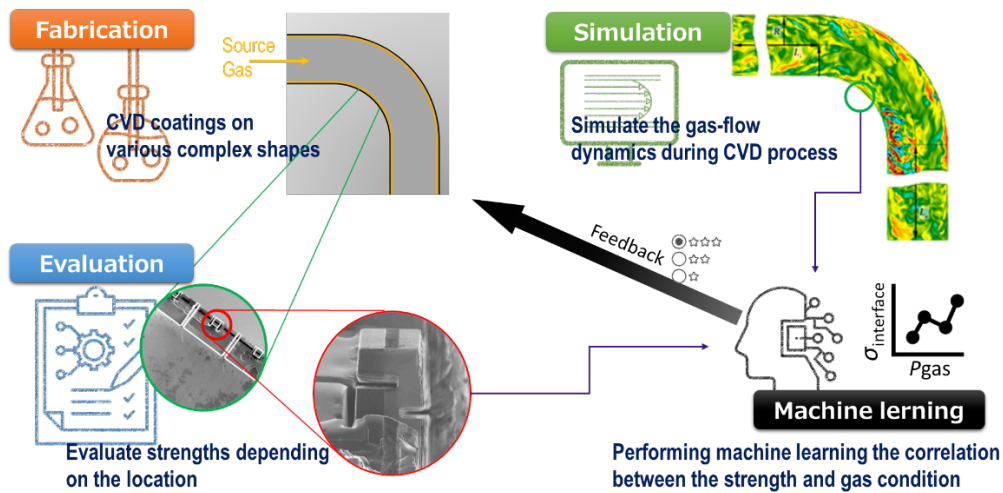 Fabrication
Source
Gas
CVD coatings on
various complex shapes
Simulation
Simulate the gas-flow
dynamics during CVD process
Evaluation
Evaluate strengths depending
on the location
Feedback
σinterface
Pgas
Machine lerning
Performing machine learning the correlation
between the strength and gas condition